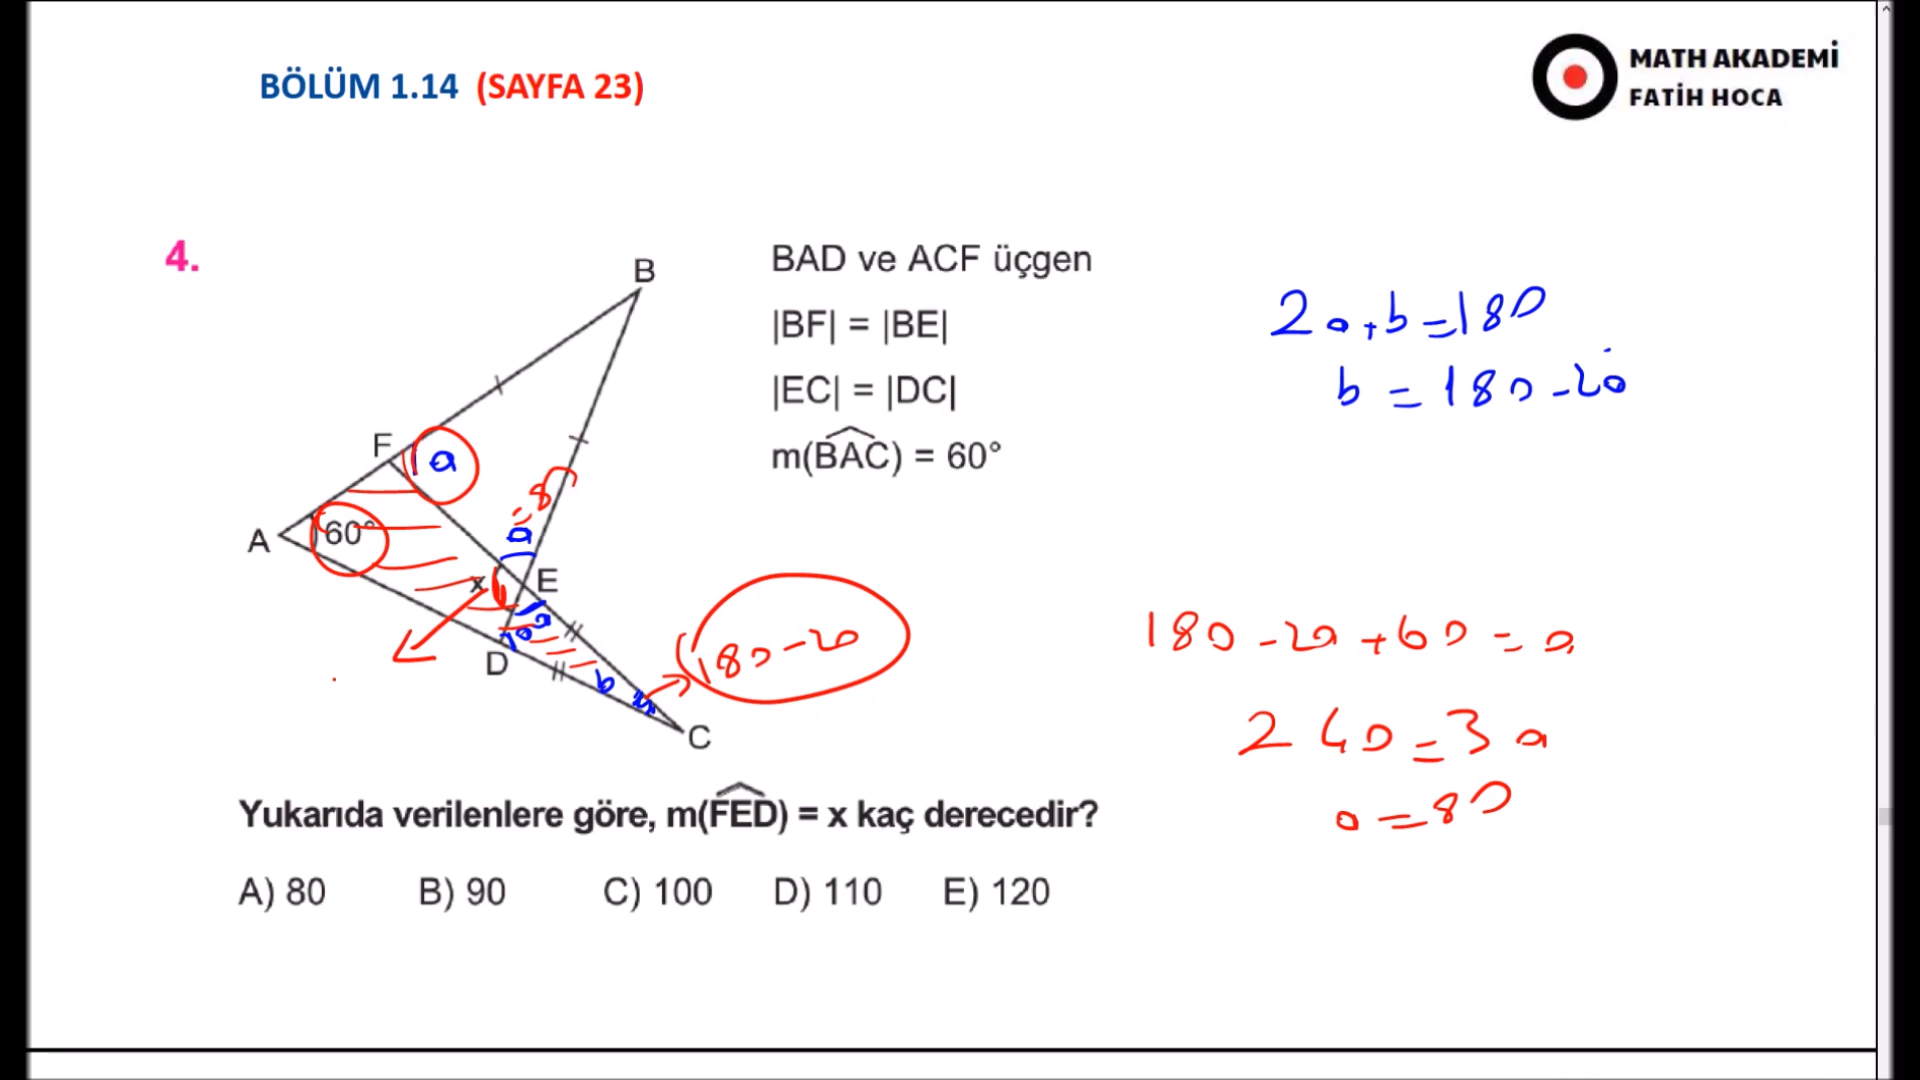 BÖLÜM 1.14 (SAYFA 23)
MATH AKADEMİ
FATİH HOCA
4.
BAD ve ACF üçgen
|BF| = |BE|
|EC| = |DC|
m(BAC) = 60°
B
F
a
A
60°
a = 8
x
E
a
a
D
b
C
180-2a
2a+b=180
b=180-2a
180-2a+60=a
240=3a
a=80
Yukarıda verilenlere göre, m(FED) = x kaç derecedir?
A) 80 B) 90 C) 100 D) 110 E) 120